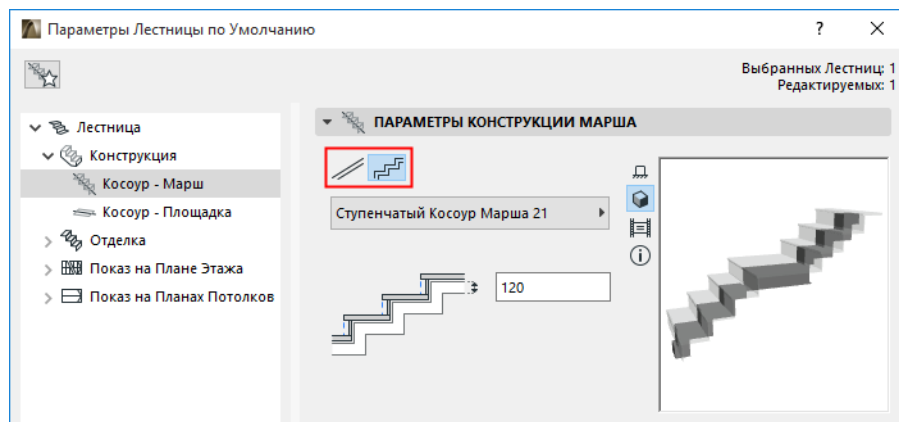 Параметры Лестницы по Умолчанию
?
Выбранных Лестниц: 1
Редактируемых: 1
Лестница
Конструкция
Косоур - Марш
Косоур - Площадка
Отделка
Показ на Плане Этажа
Показ на Планах Потолков
ПАРАМЕТРЫ КОНСТРУКЦИИ МАРША
Ступенчатый Косоур Марша 21
120